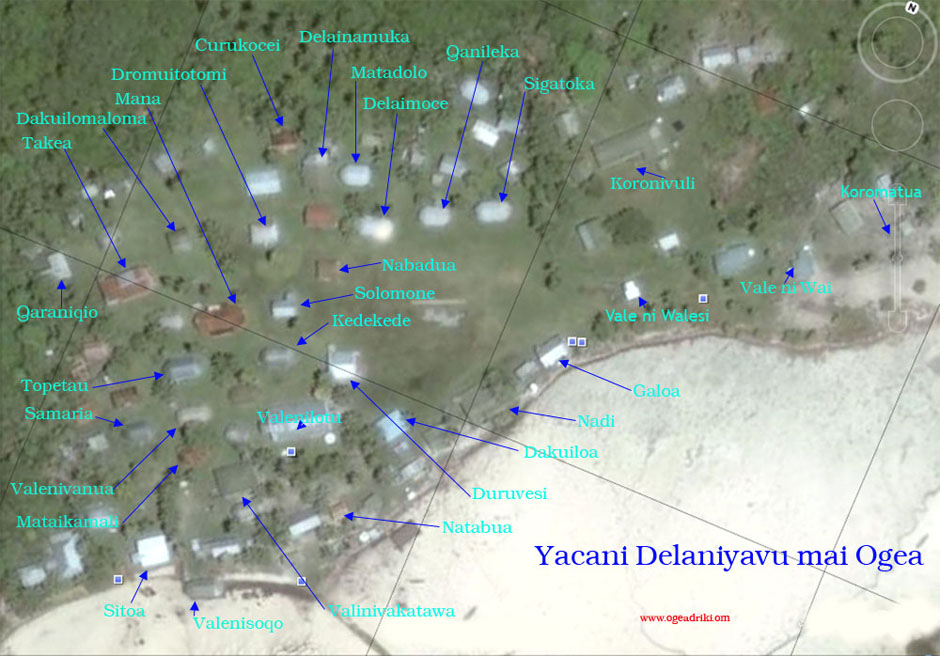 N
Delainamuka
Curukocei
Qanileka
Matadolo
Dromuitotomi
Sigatoka
Mana
Delaimoce
Dakuilomaloma
Takea
Koronivuli
Koromatua
Nabadua
Vale ni Wai
Solomone
Qaraniqio
Vale ni Walesi
Kedekede
Topetau
Galoa
Samaria
Valenilotu
Nadi
Dakuiloa
Valenivanua
Duruvesi
Mataikamali
Natabua
Yacani Delaniyavu mai Ogea
Sitoa
Valinivakatawa
Valenisoqo
www.ogeadriki.om